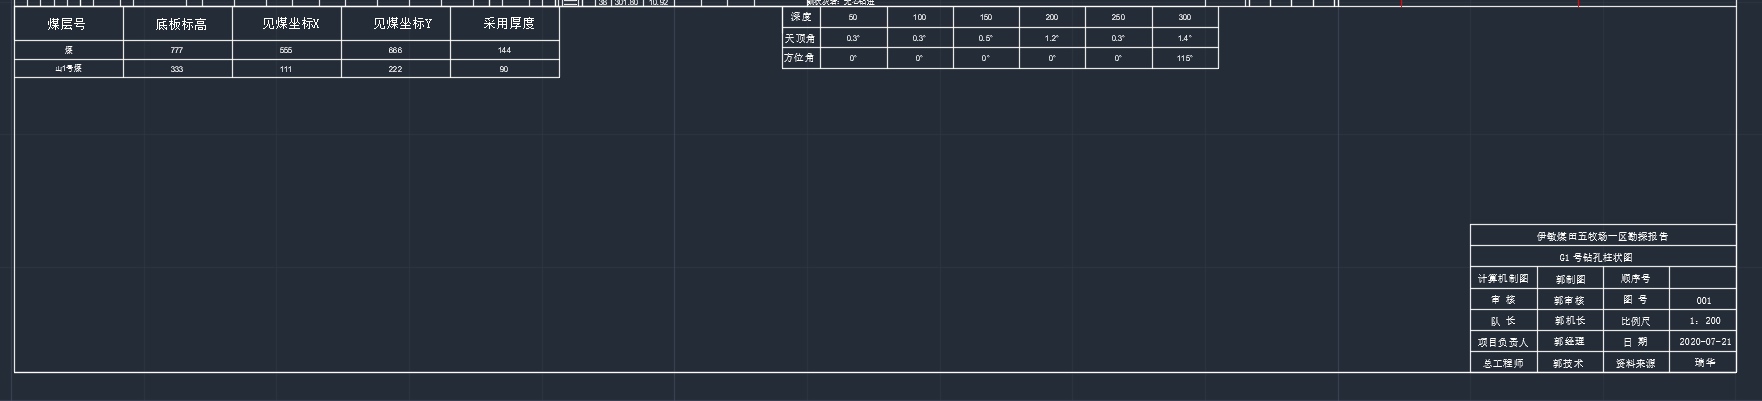 38 301.80 10.92
煤层号 底板标高 见煤坐标X 见煤坐标Y 采用厚度
煤 777 555 666 144
山1号煤 333 111 222 90
深度 50 100 150 200 250 300
天顶角 0.3° 0.3° 0.5° 1.2° 0.3° 1.4°
方位角 0° 0° 0° 0° 0° 115°
伊敏煤田五牧场一区勘探报告
G1 号钻孔柱状图
计算机制图 郭制图 顺序号
审 核 郭审核 图 号 001
队 长 郭机长 比例尺 1: 200
项目负责人 郭经理 日 期 2020-07-21
总工程师 郭技术 资料来源 瑞华